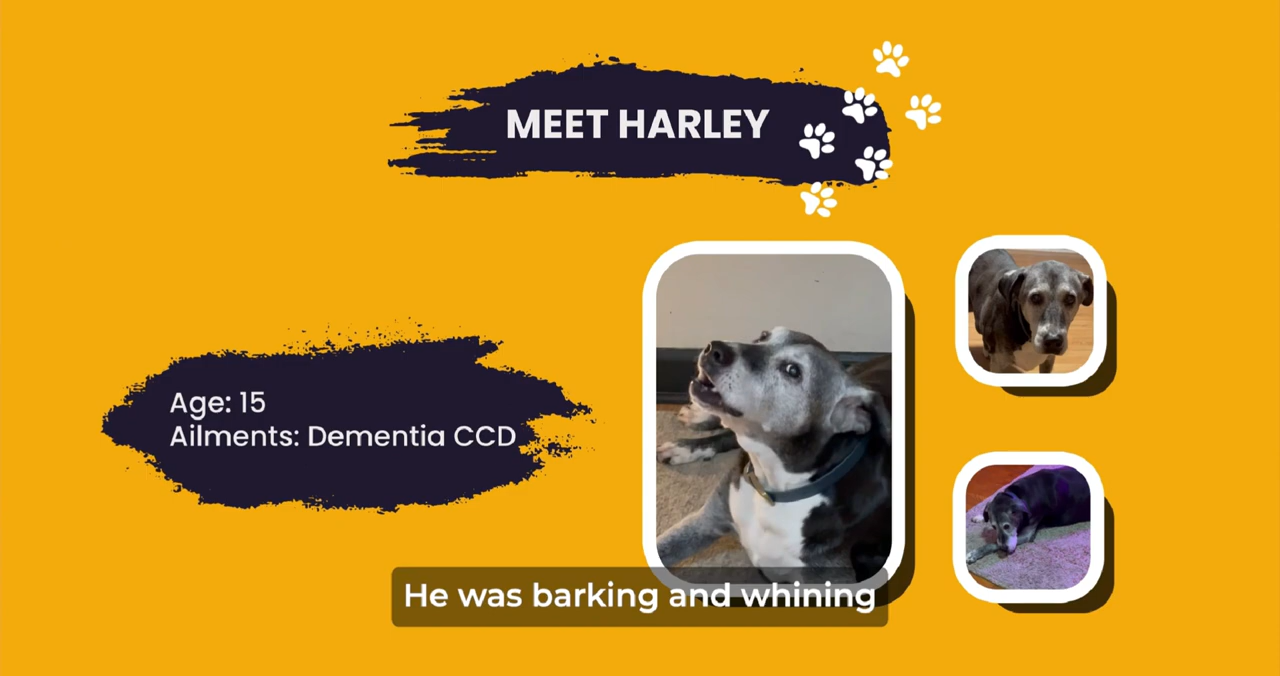 MEET HARLEY
Age: 15
Ailments: Dementia CCD
He was barking and whining